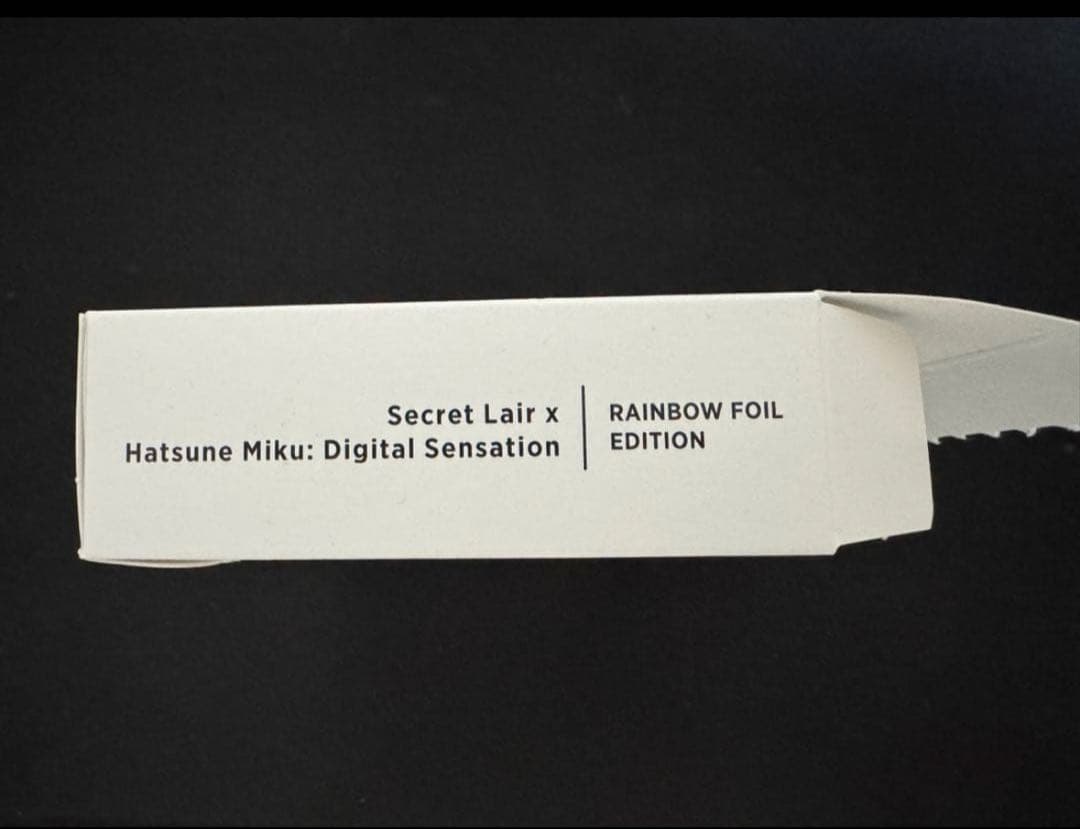 Secret Lair x
Hatsune Miku: Digital Sensation
RAINBOW FOIL
EDITION